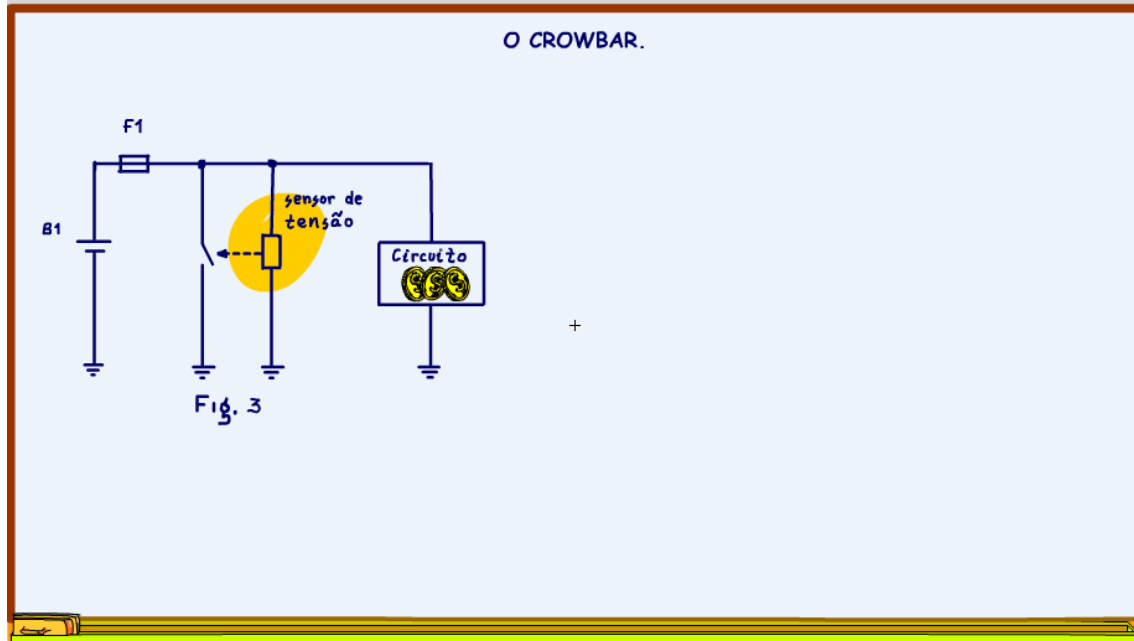 O CROWBAR.
F1
sensor de
tensão
B1
Circuito
$$$
Fig. 3